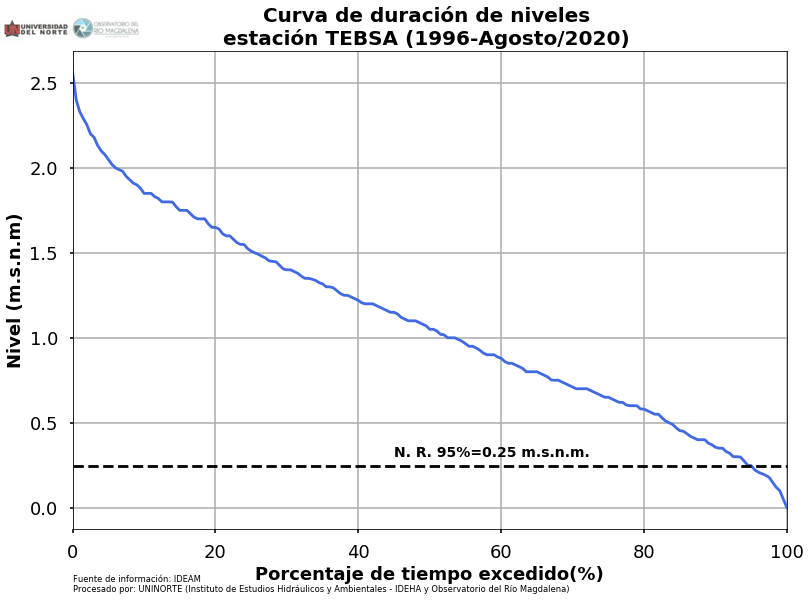 Curva de duración de niveles
estación TEBSA (1996-Agosto/2020)
UNIVERSIDAD
DEL NORTE
OBSERVATORIO DEL
RÍO MAGDALENA
2.5
2.0
1.5
1.0
0.5
0.0
Nivel (m.s.n.m)
N. R. 95%=0.25 m.s.n.m.
0 20 40 60 80 100
Porcentaje de tiempo excedido(%)
Fuente de información: IDEAM
Procesado por: UNINORTE (Instituto de Estudios Hidráulicos y Ambientales - IDEHA y Observatorio del Río Magdalena)